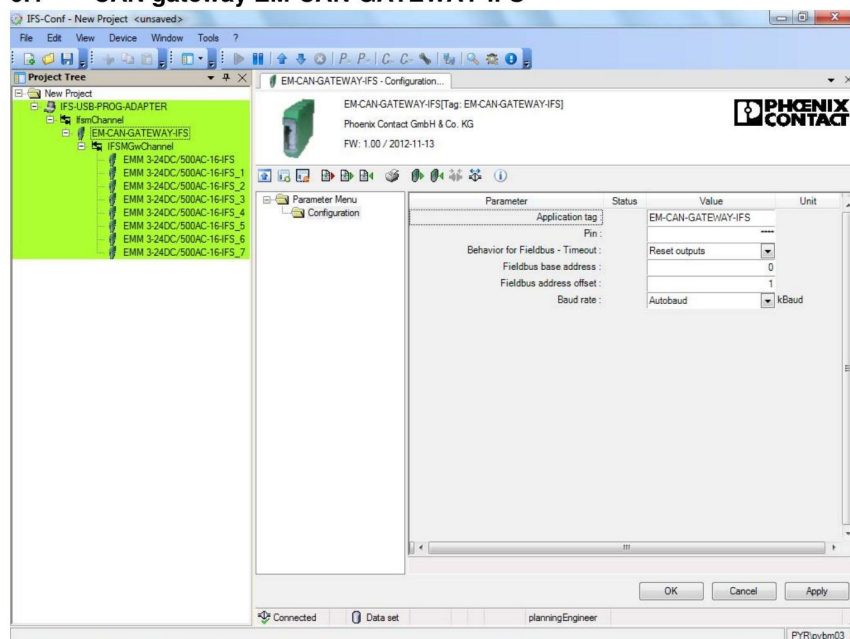 CAN gateway EM-CAN-GATEWAY-IFS
IFS-Conf - New Project <unsaved>
File Edit View Device Window Tools ?
Project Tree
New Project
IFS-USB-PROG-ADAPTER
IfsmChannel
EM-CAN-GATEWAY-IFS
IFSMGwChannel
EMM 3-24DC/500AC-16-IFS
EMM 3-24DC/500AC-16-IFS_1
EMM 3-24DC/500AC-16-IFS_2
EMM 3-24DC/500AC-16-IFS_3
EMM 3-24DC/500AC-16-IFS_4
EMM 3-24DC/500AC-16-IFS_5
EMM 3-24DC/500AC-16-IFS_6
EMM 3-24DC/500AC-16-IFS_7
EM-CAN-GATEWAY-IFS - Configuration...
EM-CAN-GATEWAY-IFS[Tag: EM-CAN-GATEWAY-IFS]
Phoenix Contact GmbH & Co. KG
FW: 1.00 / 2012-11-13
PHŒNIX
CONTACT
Parameter Menu
Configuration
Parameter Status Value Unit
Application tag : EM-CAN-GATEWAY-IFS
Pin : ****
Behavior for Fieldbus - Timeout : Reset outputs
Fieldbus base address : 0
Fieldbus address offset : 1
Baud rate : Autobaud kBaud
OK Cancel Apply
Connected Data set planningEngineer
PYR\pybm03